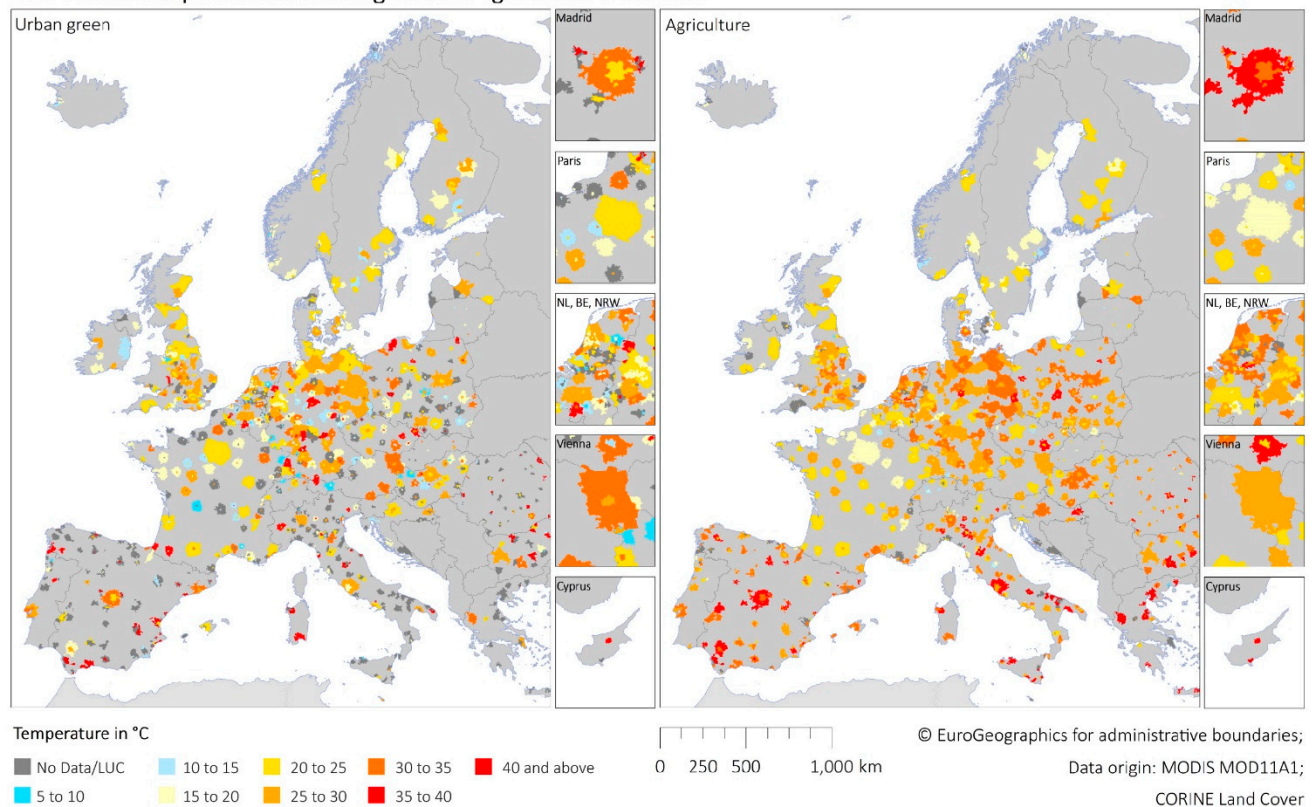 Urban green
Madrid
Paris
NL, BE, NRW
Vienna
Cyprus
Agriculture
Madrid
Paris
NL, BE, NRW
Vienna
Cyprus
Temperature in °C
No Data/LUC
10 to 15
20 to 25
30 to 35
40 and above
5 to 10
15 to 20
25 to 30
35 to 40
0 250 500 1,000 km
© EuroGeographics for administrative boundaries;
Data origin: MODIS MOD11A1;
CORINE Land Cover